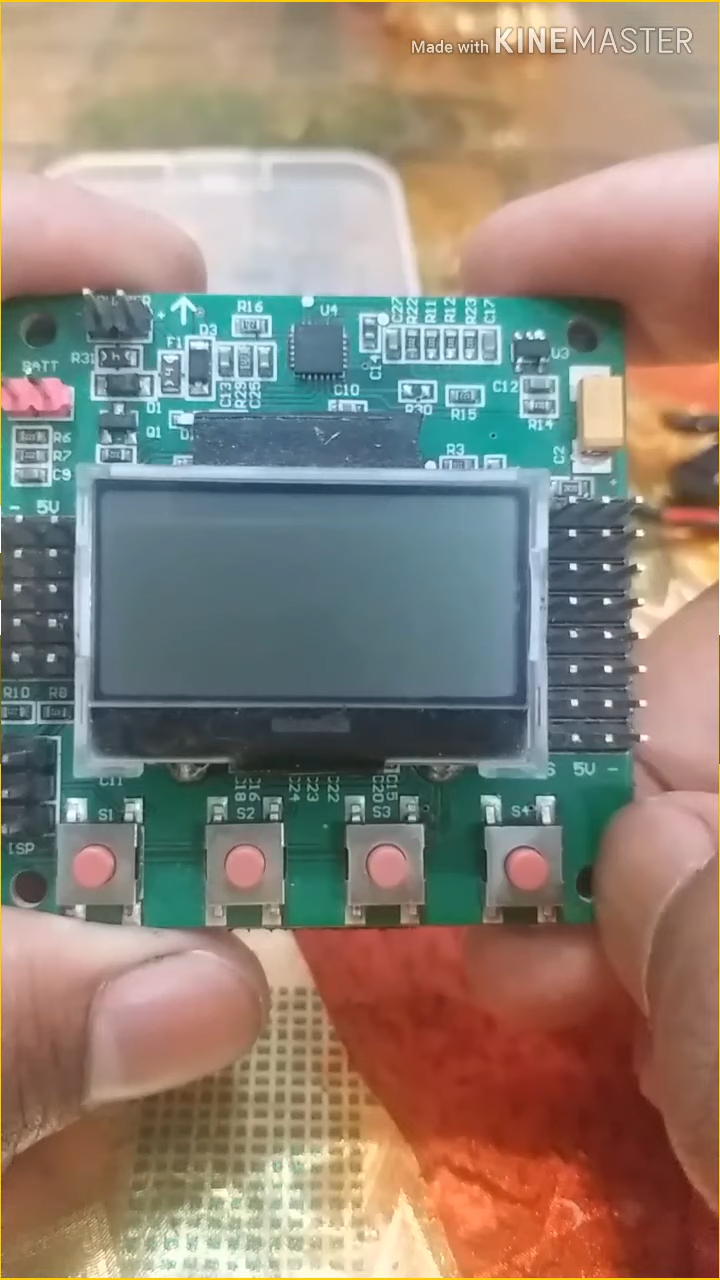 Made with KINEMASTER
R16
U4
C27
R22
R11
R12
R23
C17
D3
F1
R31
C14
U3
BATT
C13
R29
C25
C10
C12
R30
R15
R14
D1
Q1
R6
R7
C9
R3
C2
- 5V
R10 R8
C11
S 5V -
C18
C16
C24
C23
C22
C20
C15
S1
S2
S3
S4
ISP